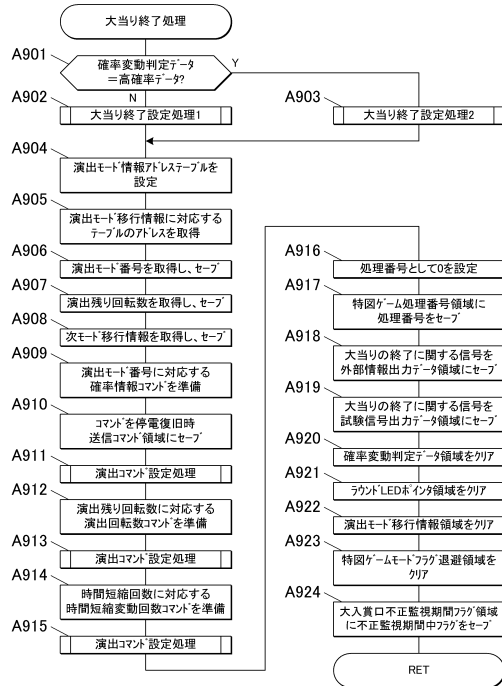 大当り終了処理
A901
確率変動判定データ
＝高確率データ?
Y
N
A902
大当り終了設定処理1
A903
大当り終了設定処理2
A904
演出モード情報アドレステーブルを
設定
A905
演出モード移行情報に対応する
テーブルのアドレスを取得
A906
演出モード番号を取得し、セーブ
A907
演出残り回転数を取得し、セーブ
A908
次モード移行情報を取得し、セーブ
A909
演出モード番号に対応する
確率情報コマンドを準備
A910
コマンドを停電復旧時
送信コマンド領域にセーブ
A911
演出コマンド設定処理
A912
演出残り回転数に対応する
演出回転数コマンドを準備
A913
演出コマンド設定処理
A914
時間短縮回数に対応する
時間短縮変動回数コマンドを準備
A915
演出コマンド設定処理
A916
処理番号として0を設定
A917
特図ゲーム処理番号領域に
処理番号をセーブ
A918
大当りの終了に関する信号を
外部情報出力データ領域にセーブ
A919
大当りの終了に関する信号を
試験信号出力データ領域にセーブ
A920
確率変動判定データ領域をクリア
A921
ラウンドLEDポインタ領域をクリア
A922
演出モード移行情報領域をクリア
A923
特図ゲームモードフラグ退避領域を
クリア
A924
大入賞口不正監視期間フラグ領域
に不正監視期間中フラグをセーブ
RET